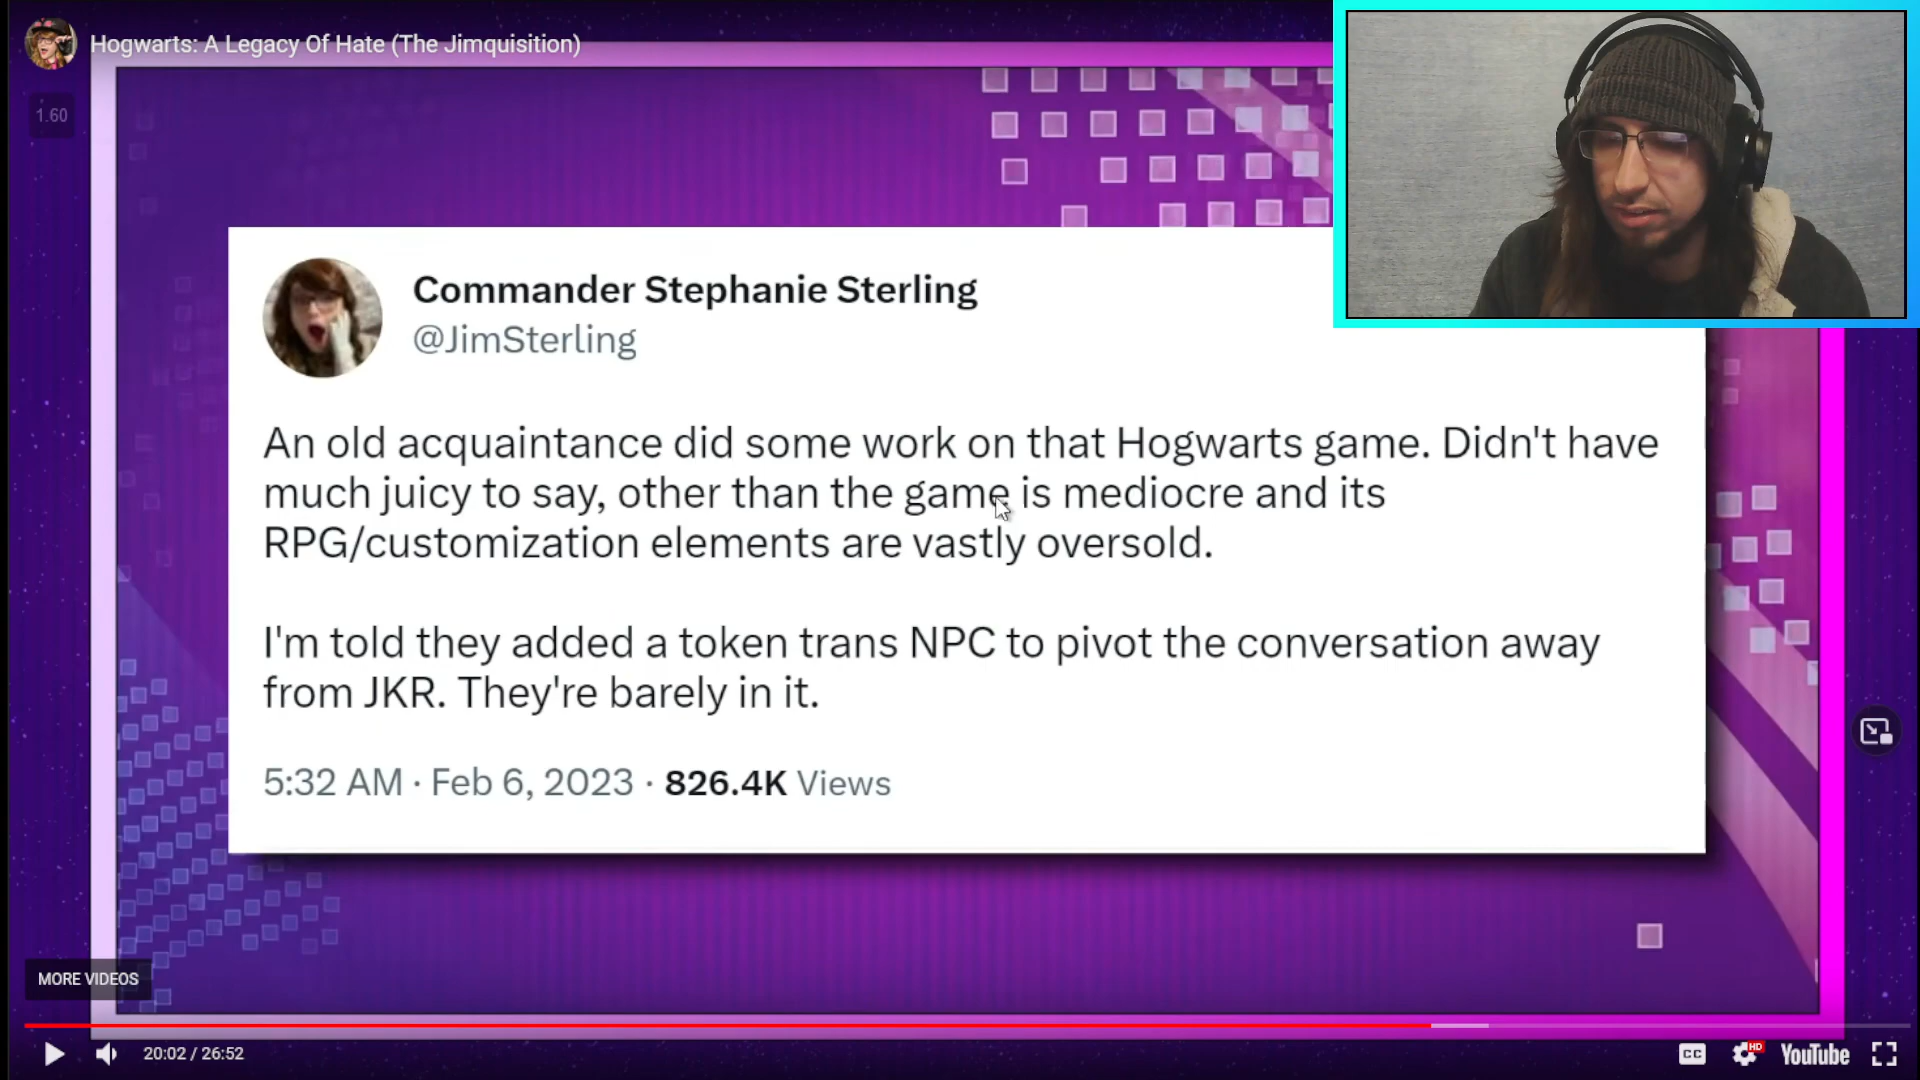 Hogwarts: A Legacy Of Hate (The Jimquisition)
1.60
Commander Stephanie Sterling
@JimSterling
An old acquaintance did some work on that Hogwarts game. Didn't have
much juicy to say, other than the game is mediocre and its
RPG/customization elements are vastly oversold.
I'm told they added a token trans NPC to pivot the conversation away
from JKR. They're barely in it.
5:32 AM · Feb 6, 2023 · 826.4K Views
MORE VIDEOS
20:02 / 26:52
CC
HD
YouTube